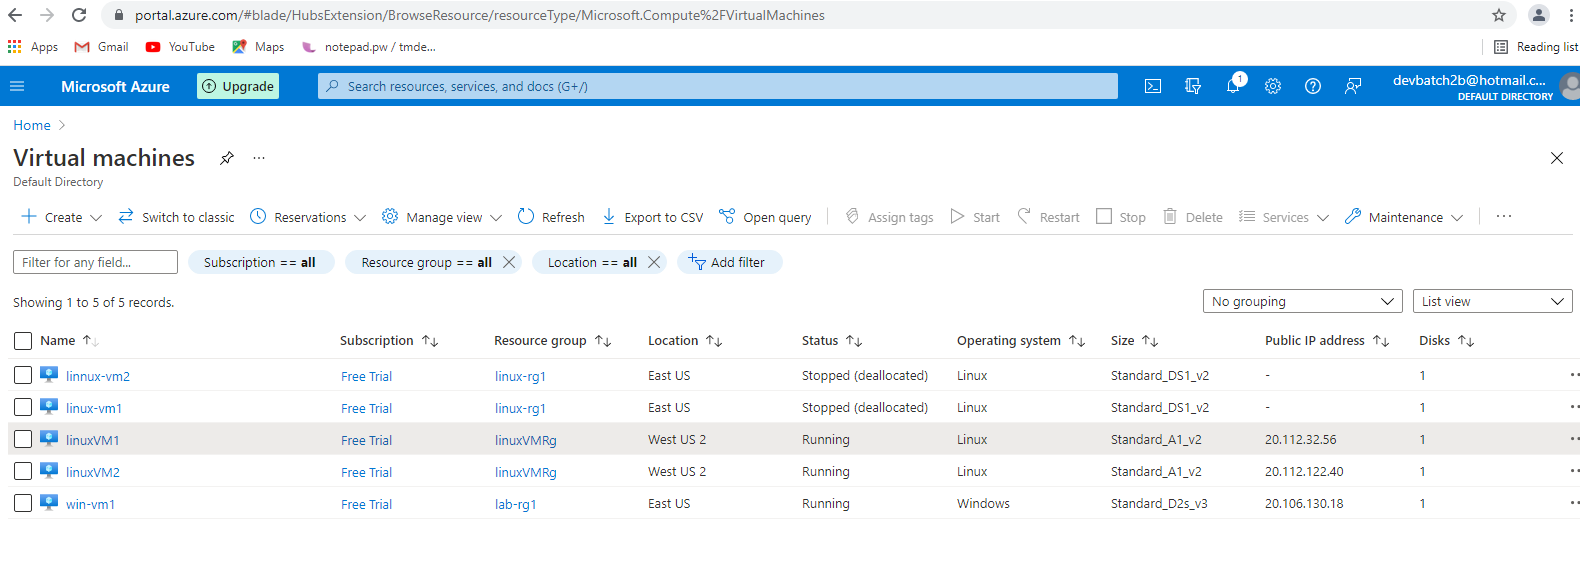 portal.azure.com/#blade/HubsExtension/BrowseResource/resourceType/Microsoft.Compute%2FVirtualMachines
Apps Gmail YouTube Maps notepad.pw / tmde... Reading list
Microsoft Azure Upgrade Search resources, services, and docs (G+/) 1 devbatch2b@hotmail.c...
DEFAULT DIRECTORY
Home >
Virtual machines ...
Default Directory
Create Switch to classic Reservations Manage view Refresh Export to CSV Open query Assign tags Start Restart Stop Delete Services Maintenance ...
Filter for any field... Subscription == all Resource group == all Location == all Add filter
Showing 1 to 5 of 5 records. No grouping List view
Name Subscription Resource group Location Status Operating system Size Public IP address Disks
linnux-vm2 Free Trial linux-rg1 East US Stopped (deallocated) Linux Standard_DS1_v2 - 1
linux-vm1 Free Trial linux-rg1 East US Stopped (deallocated) Linux Standard_DS1_v2 - 1
linuxVM1 Free Trial linuxVMRg West US 2 Running Linux Standard_A1_v2 20.112.32.56 1
linuxVM2 Free Trial linuxVMRg West US 2 Running Linux Standard_A1_v2 20.112.122.40 1
win-vm1 Free Trial lab-rg1 East US Running Windows Standard_D2s_v3 20.106.130.18 1